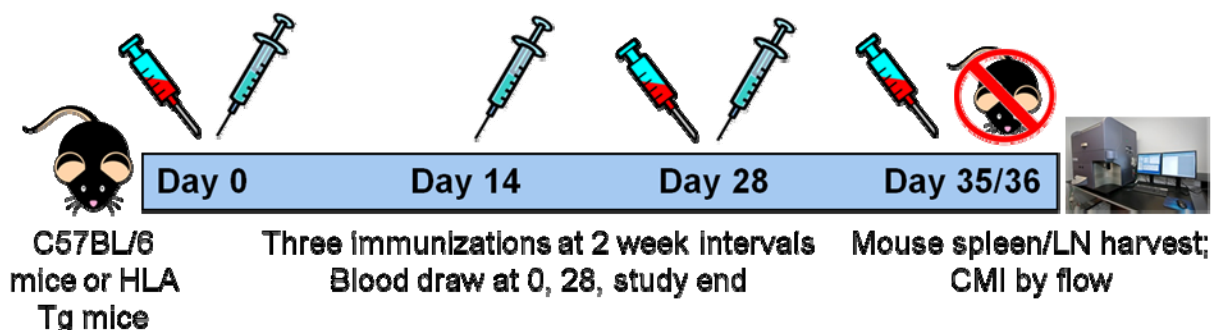 Day 0 Day 14 Day 28 Day 35/36
C57BL/6
mice or HLA
Tg mice
Three immunizations at 2 week intervals
Blood draw at 0, 28, study end
Mouse spleen/LN harvest;
CMI by flow